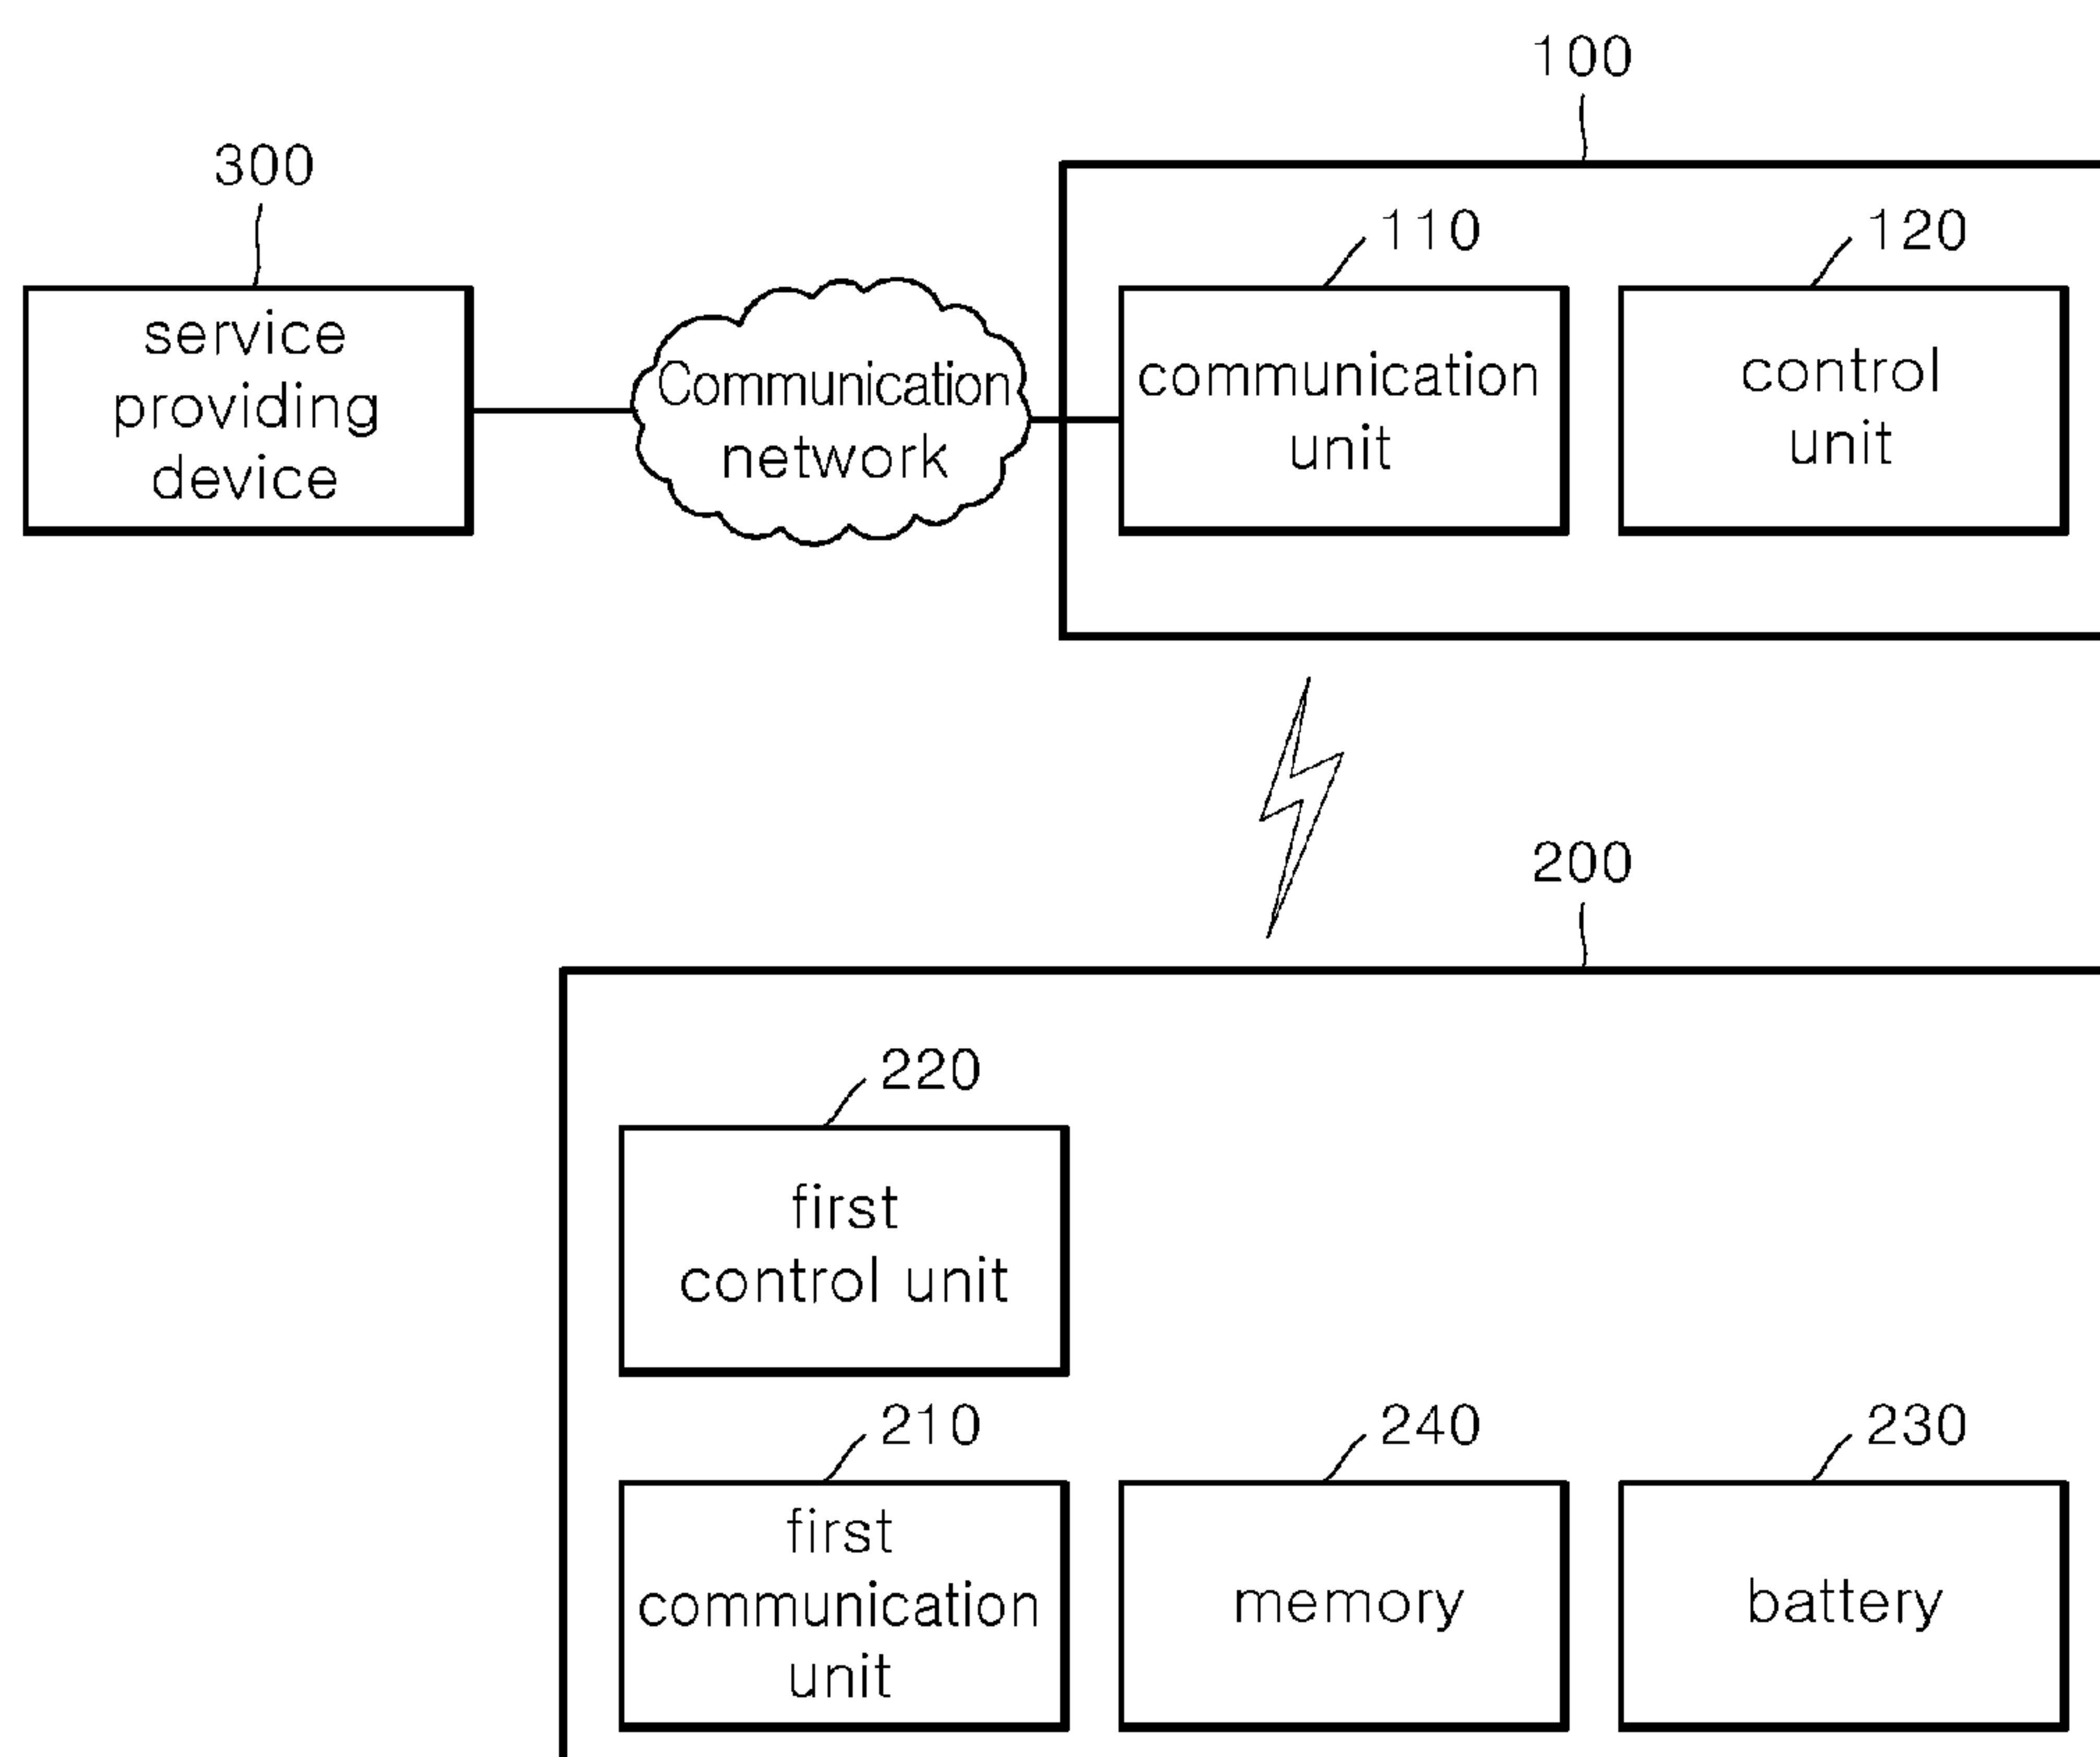 100
300
110
120
service
providing
device
Communication
network
communication
unit
control
unit
200
220
first
control unit
210
240
230
first
communication
unit
memory
battery